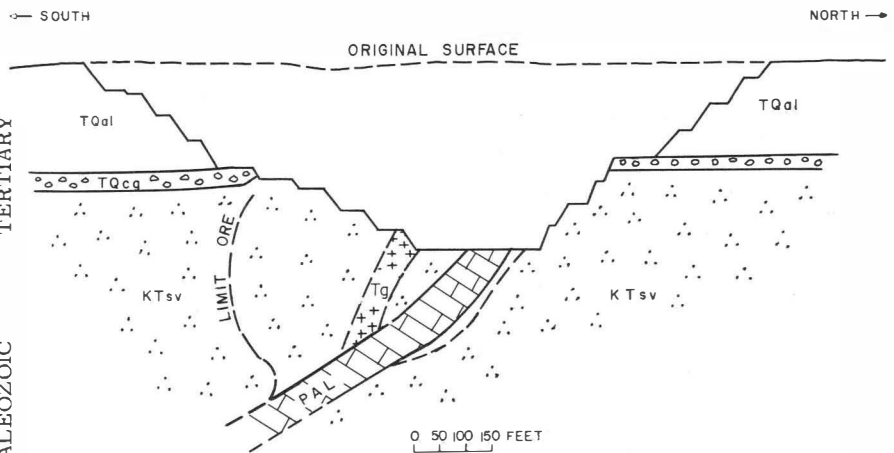 SOUTH
NORTH
ORIGINAL SURFACE
TQal
TQal
TERTIARY
TQcg
LIMIT ORE
Tg
KTsv
KTsv
PAL
0 50 100 150 FEET